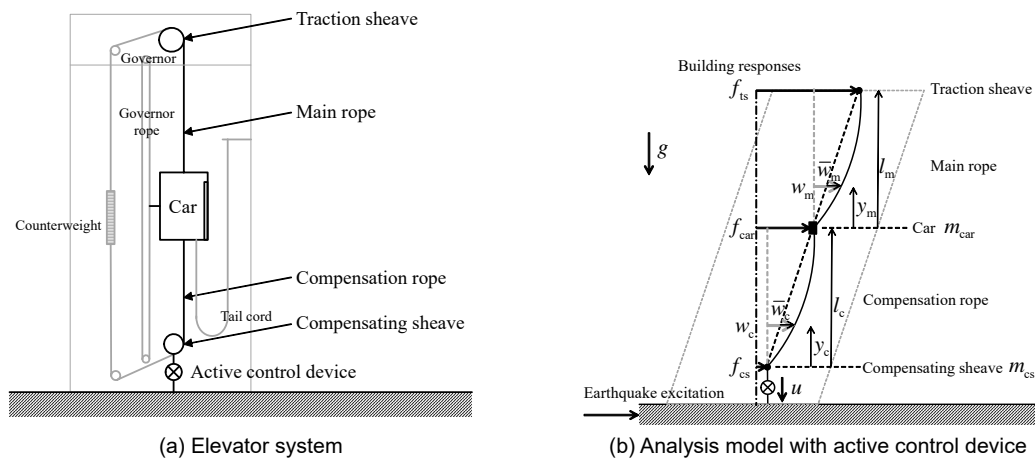 Traction sheave
Governor
Governor
rope
Main rope
Car
Counterweight
Compensation rope
Tail cord
Compensating sheave
Active control device
(a) Elevator system
Building responses
f_ts
Traction sheave
g
w̅_m
l_m
Main rope
w_m
y_m
f_car
Car m_car
w̅_c
l_c
Compensation rope
w_c
y_c
f_cs
Compensating sheave m_cs
u
Earthquake excitation
(b) Analysis model with active control device